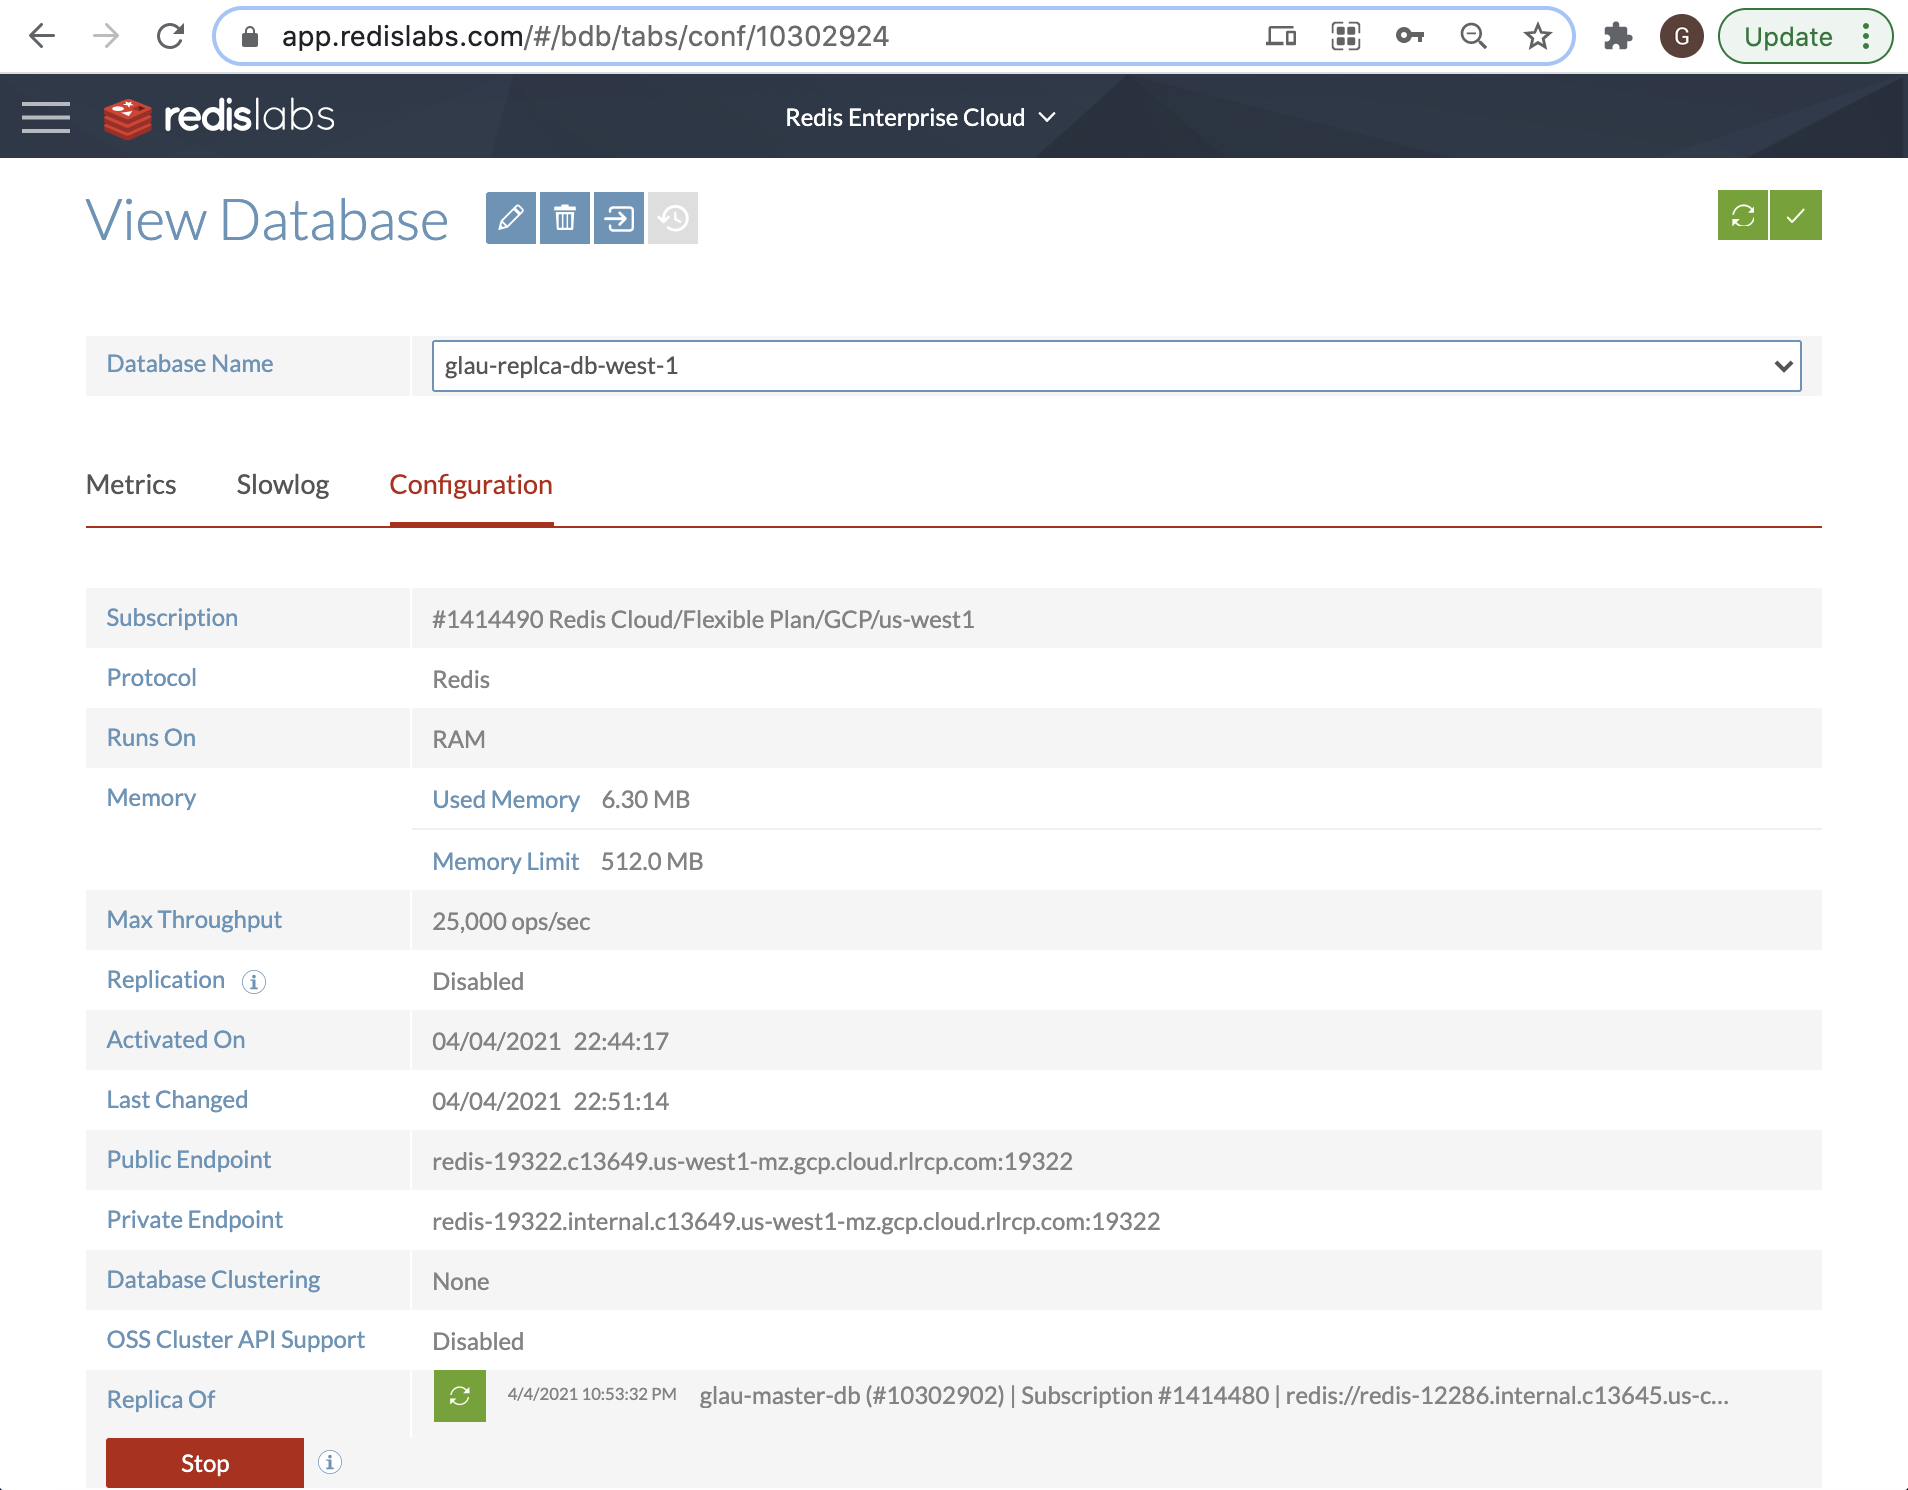 app.redislabs.com/#/bdb/tabs/conf/10302924
G
Update
redislabs
Redis Enterprise Cloud
View Database
Database Name
glau-replca-db-west-1
Metrics Slowlog Configuration
Subscription #1414490 Redis Cloud/Flexible Plan/GCP/us-west1
Protocol Redis
Runs On RAM
Memory Used Memory 6.30 MB
Memory Limit 512.0 MB
Max Throughput 25,000 ops/sec
Replication i Disabled
Activated On 04/04/2021 22:44:17
Last Changed 04/04/2021 22:51:14
Public Endpoint redis-19322.c13649.us-west1-mz.gcp.cloud.rlrcp.com:19322
Private Endpoint redis-19322.internal.c13649.us-west1-mz.gcp.cloud.rlrcp.com:19322
Database Clustering None
OSS Cluster API Support Disabled
Replica Of 4/4/2021 10:53:32 PM glau-master-db (#10302902) | Subscription #1414480 | redis://redis-12286.internal.c13645.us-c...
Stop i